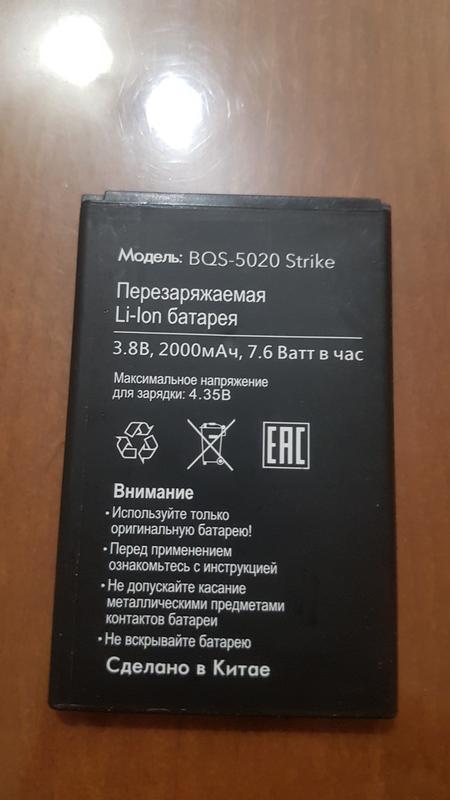 Модель: BQS-5020 Strike
Перезаряжаемая
Li-Ion батарея
3.8В, 2000мАч, 7.6 Ватт в час
Максимальное напряжение
для зарядки: 4.35В
EAC
Внимание
• Используйте только
оригинальную батарею!
• Перед применением
ознакомьтесь с инструкцией
• Не допускайте касание
металлическими предметами
контактов батареи
• Не вскрывайте батарею
Сделано в Китае